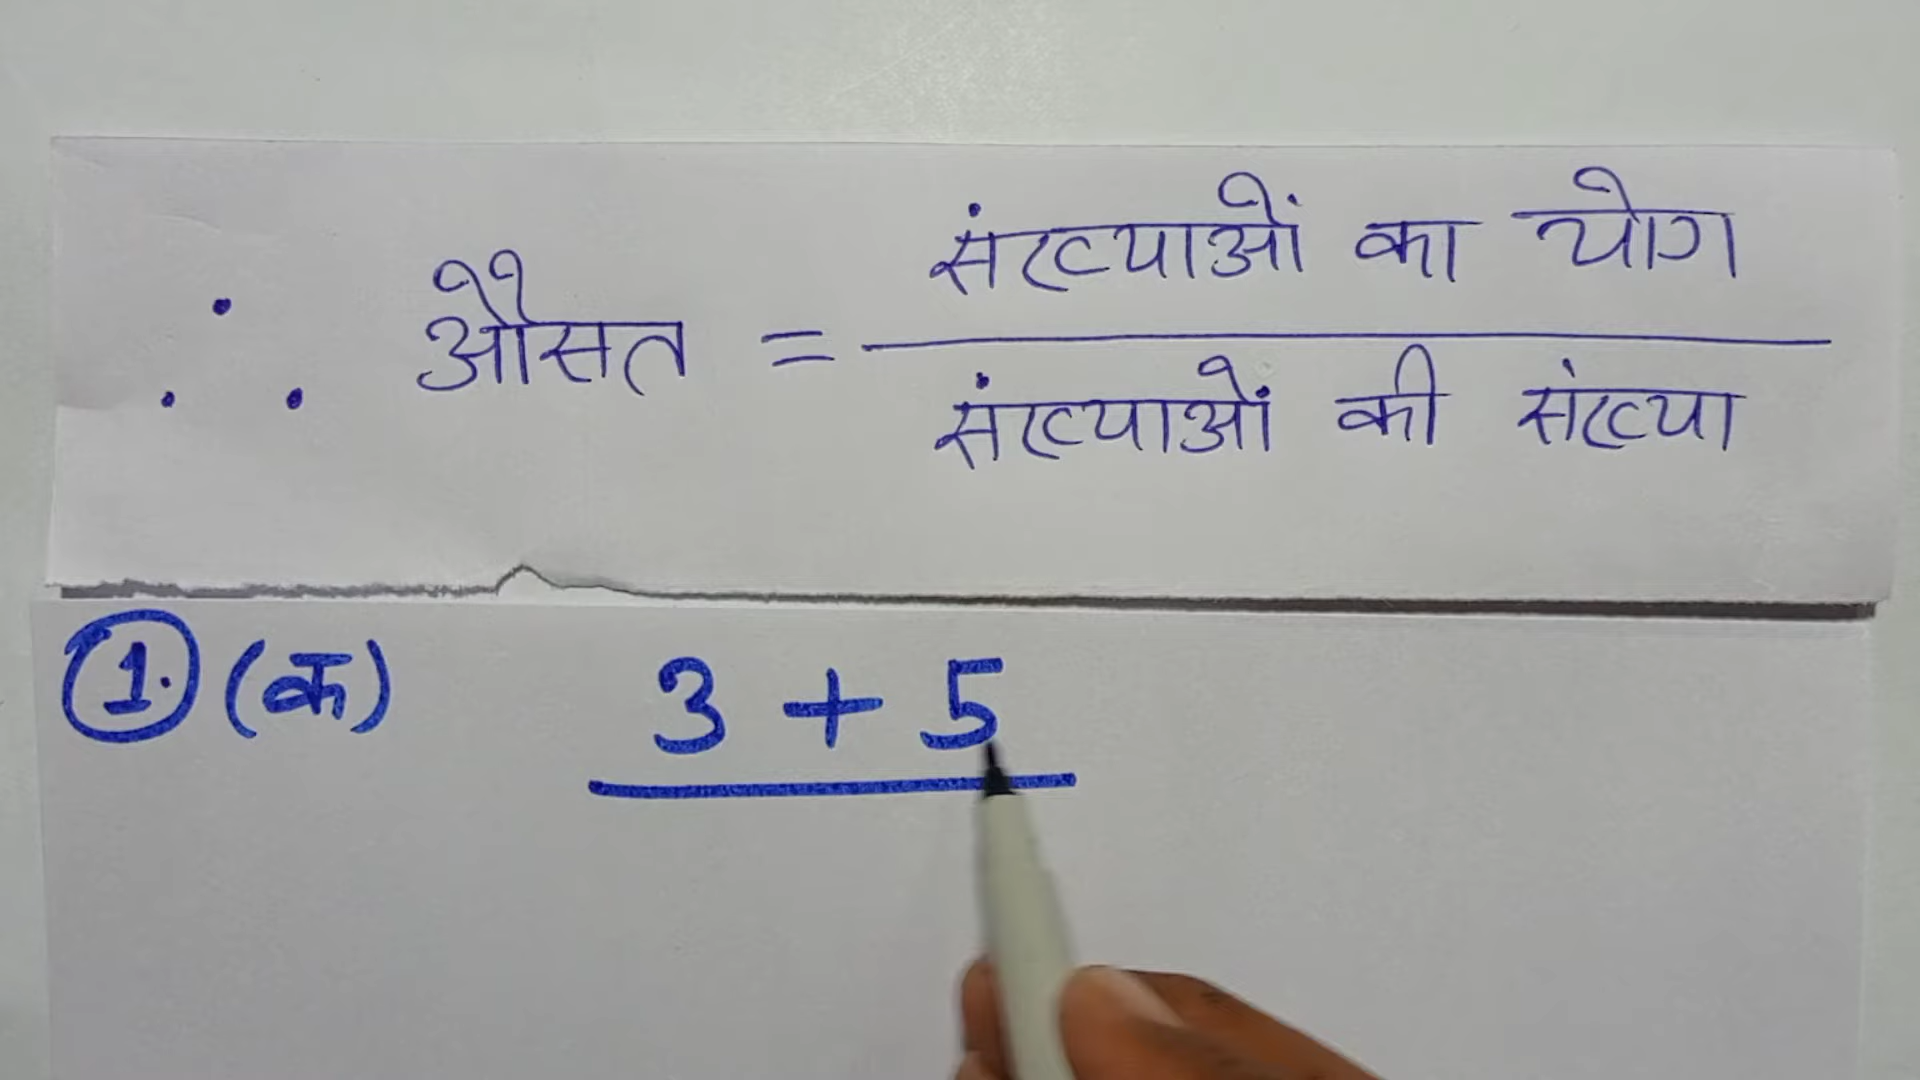 ∴ औसत = संख्याओं का योग
संख्याओं की संख्या
1. (क) 3 + 5